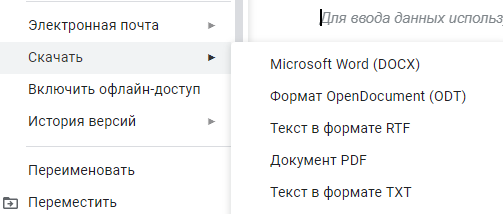 Электронная почта
Скачать
Включить офлайн-доступ
История версий
Переименовать
Переместить
Для ввода данных использ
Microsoft Word (DOCX)
Формат OpenDocument (ODT)
Текст в формате RTF
Документ PDF
Текст в формате TXT